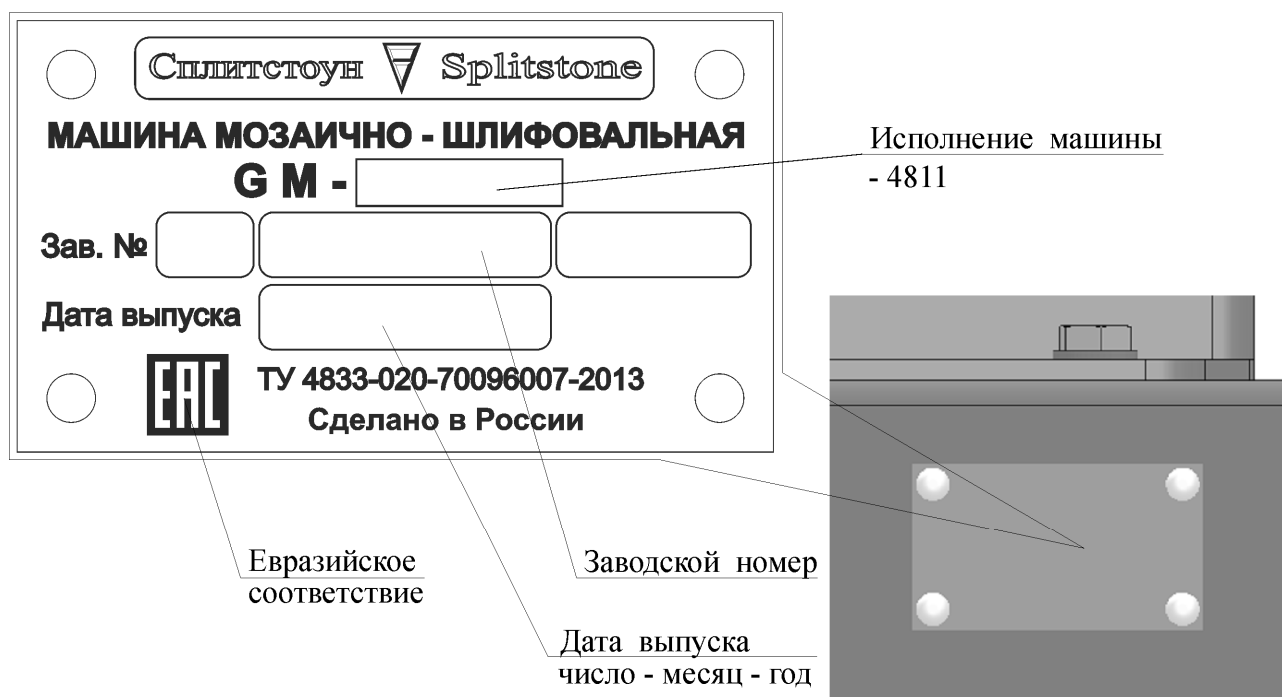 Сплитстоун Splitstone
МАШИНА МОЗАИЧНО - ШЛИФОВАЛЬНАЯ
GM -
Исполнение машины
- 4811
Зав. №
Дата выпуска
ЕАС
ТУ 4833-020-70096007-2013
Сделано в России
Евразийское
соответствие
Заводской номер
Дата выпуска
число - месяц - год